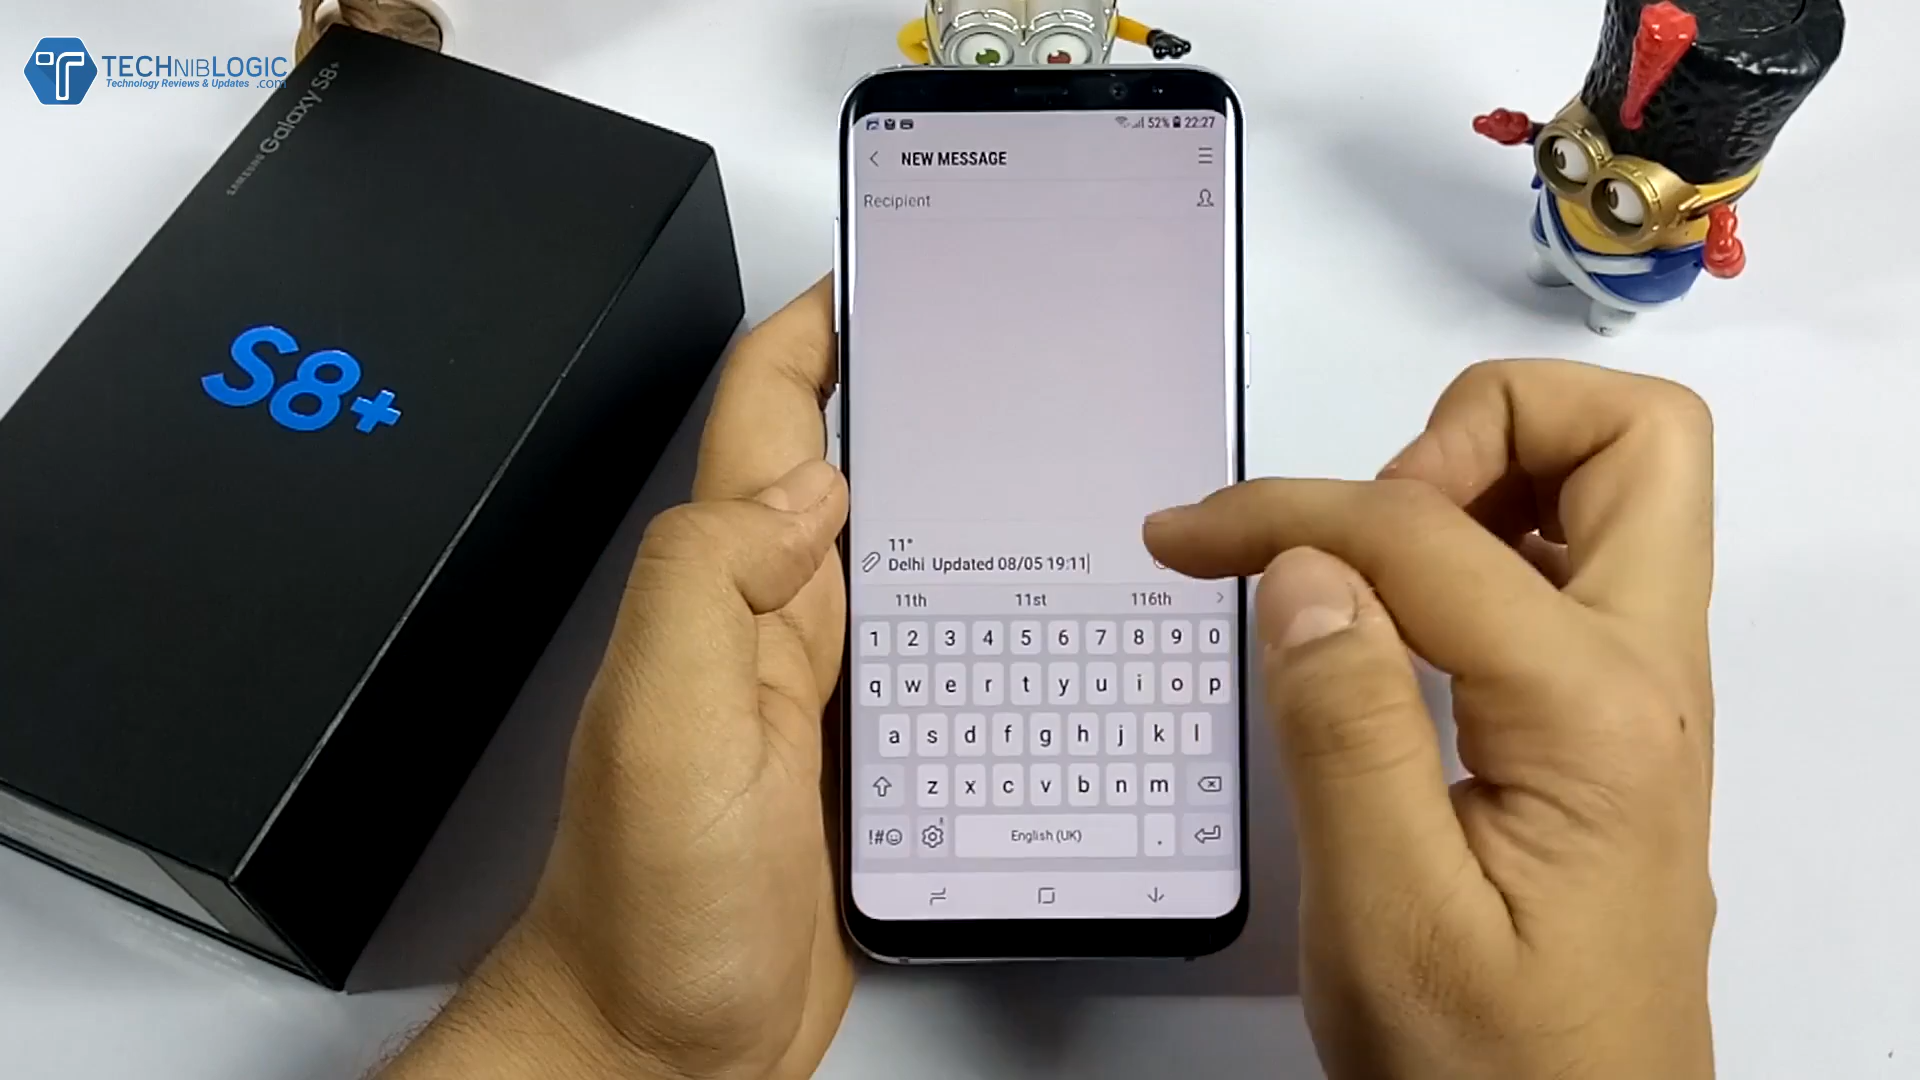 TECHNIBLOGIC
Technology Reviews & Updates .com
SAMSUNG Galaxy S8+
S8+
52% 22:27
NEW MESSAGE
Recipient
11°
Delhi Updated 08/05 19:11
11th 11st 116th
1 2 3 4 5 6 7 8 9 0
q w e r t y u i o p
a s d f g h j k l
z x c v b n m
!#☺ English (UK) .